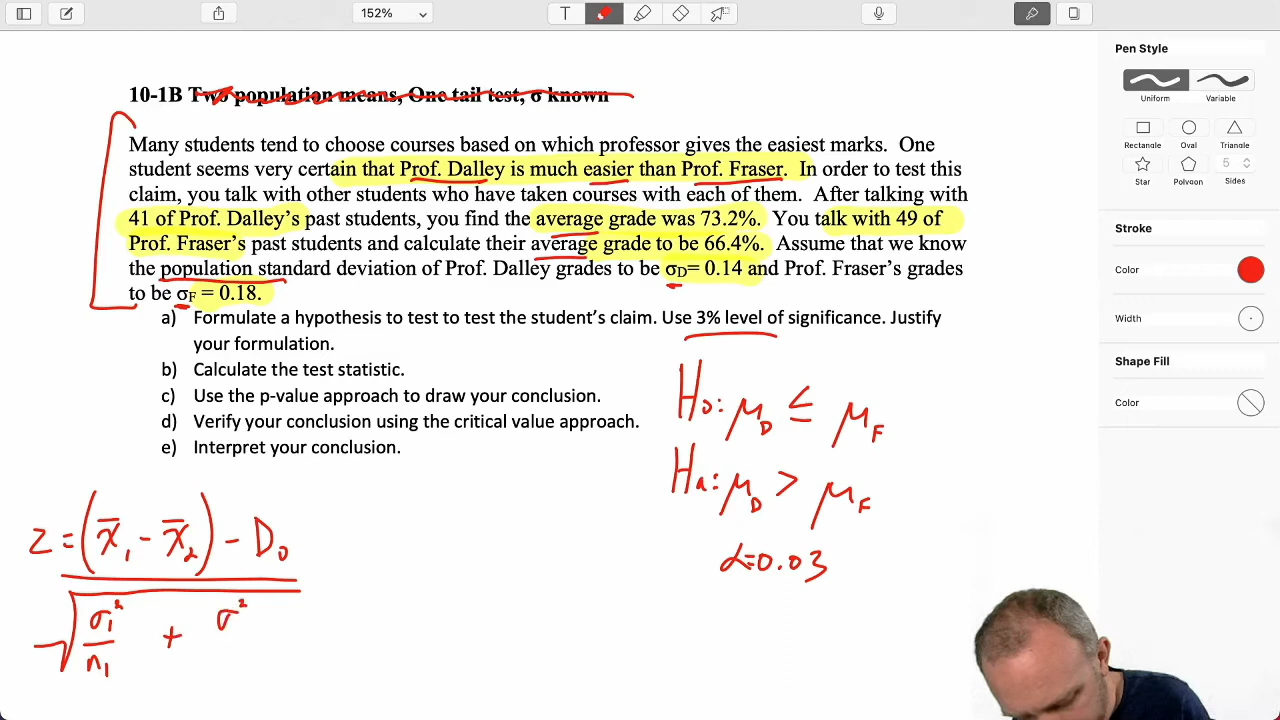 152%
T
Pen Style
Uniform
Variable
Rectangle
Oval
Triangle
Star
Polygon
5
Sides
Stroke
Color
Width
Shape Fill
Color
10-1B Two population means, One tail test, σ known
Many students tend to choose courses based on which professor gives the easiest marks. One
student seems very certain that Prof. Dalley is much easier than Prof. Fraser. In order to test this
claim, you talk with other students who have taken courses with each of them. After talking with
41 of Prof. Dalley's past students, you find the average grade was 73.2%. You talk with 49 of
Prof. Fraser's past students and calculate their average grade to be 66.4%. Assume that we know
the population standard deviation of Prof. Dalley grades to be σD= 0.14 and Prof. Fraser's grades
to be σF = 0.18.
a) Formulate a hypothesis to test to test the student's claim. Use 3% level of significance. Justify
your formulation.
b) Calculate the test statistic.
c) Use the p-value approach to draw your conclusion.
d) Verify your conclusion using the critical value approach.
e) Interpret your conclusion.
H₀: μD ≤ μF
Ha: μD > μF
α=0.03
z = (x̄₁ - x̄₂) - D₀
√ σ₁² + σ²
n₁